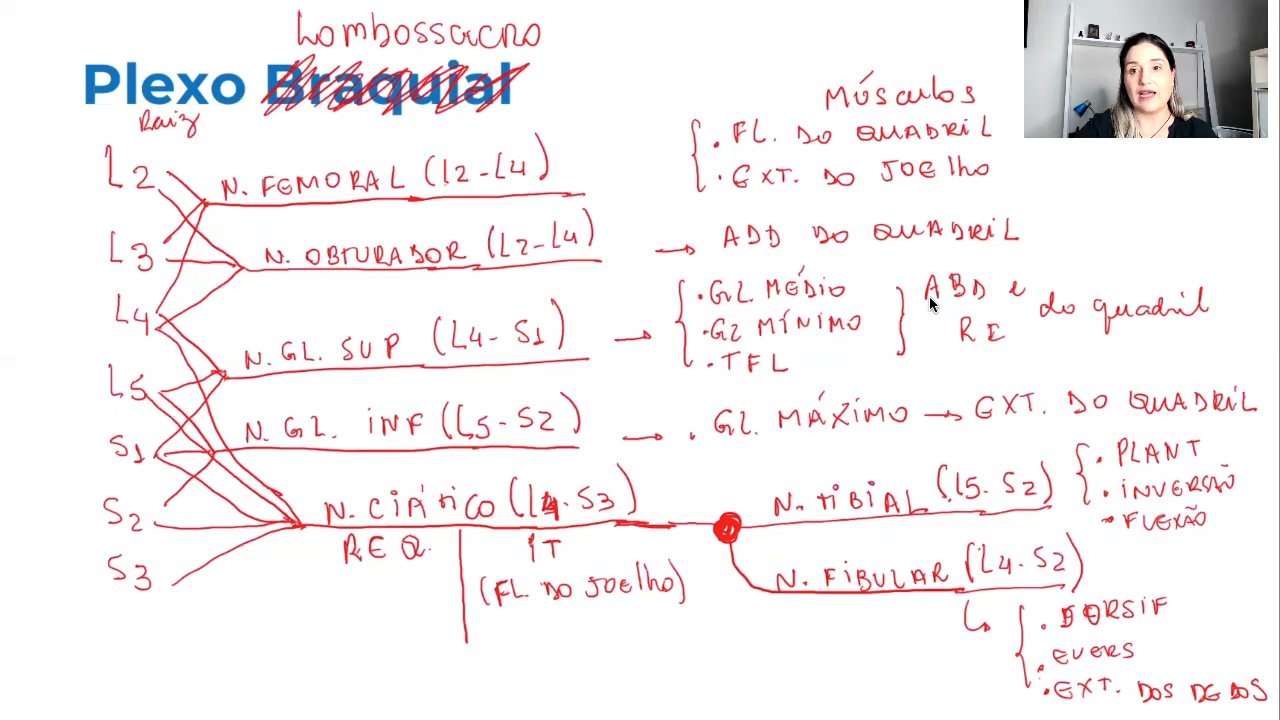 Lombossacro
Plexo Braquial
Raiz
Músculos
L2
N. FEMORAL (L2-L4)
. FL. DO QUADRIL
. EXT. DO JOELHO
L3
N. OBTURADOR (L2-L4)
→ ADD DO QUADRIL
L4
N. GL. SUP (L4-S1)
→ . GL. MÉDIO
. GL MÍNIMO
. TFL
ABD e
RI
do quadril
L5
N. GL. INF (L5-S2)
→ . GL. MÁXIMO → EXT. DO QUADRIL
S1
S2
N. CIÁTICO (L4-S3)
REQ.
IT
(FL. DO JOELHO)
S3
N. TIBIAL (L5-S2)
. PLANT
. INVERSÃO
. FLEXÃO
N. FIBULAR (L4-S2)
. DORSIF
. EVERS
. EXT. DOS DEDOS